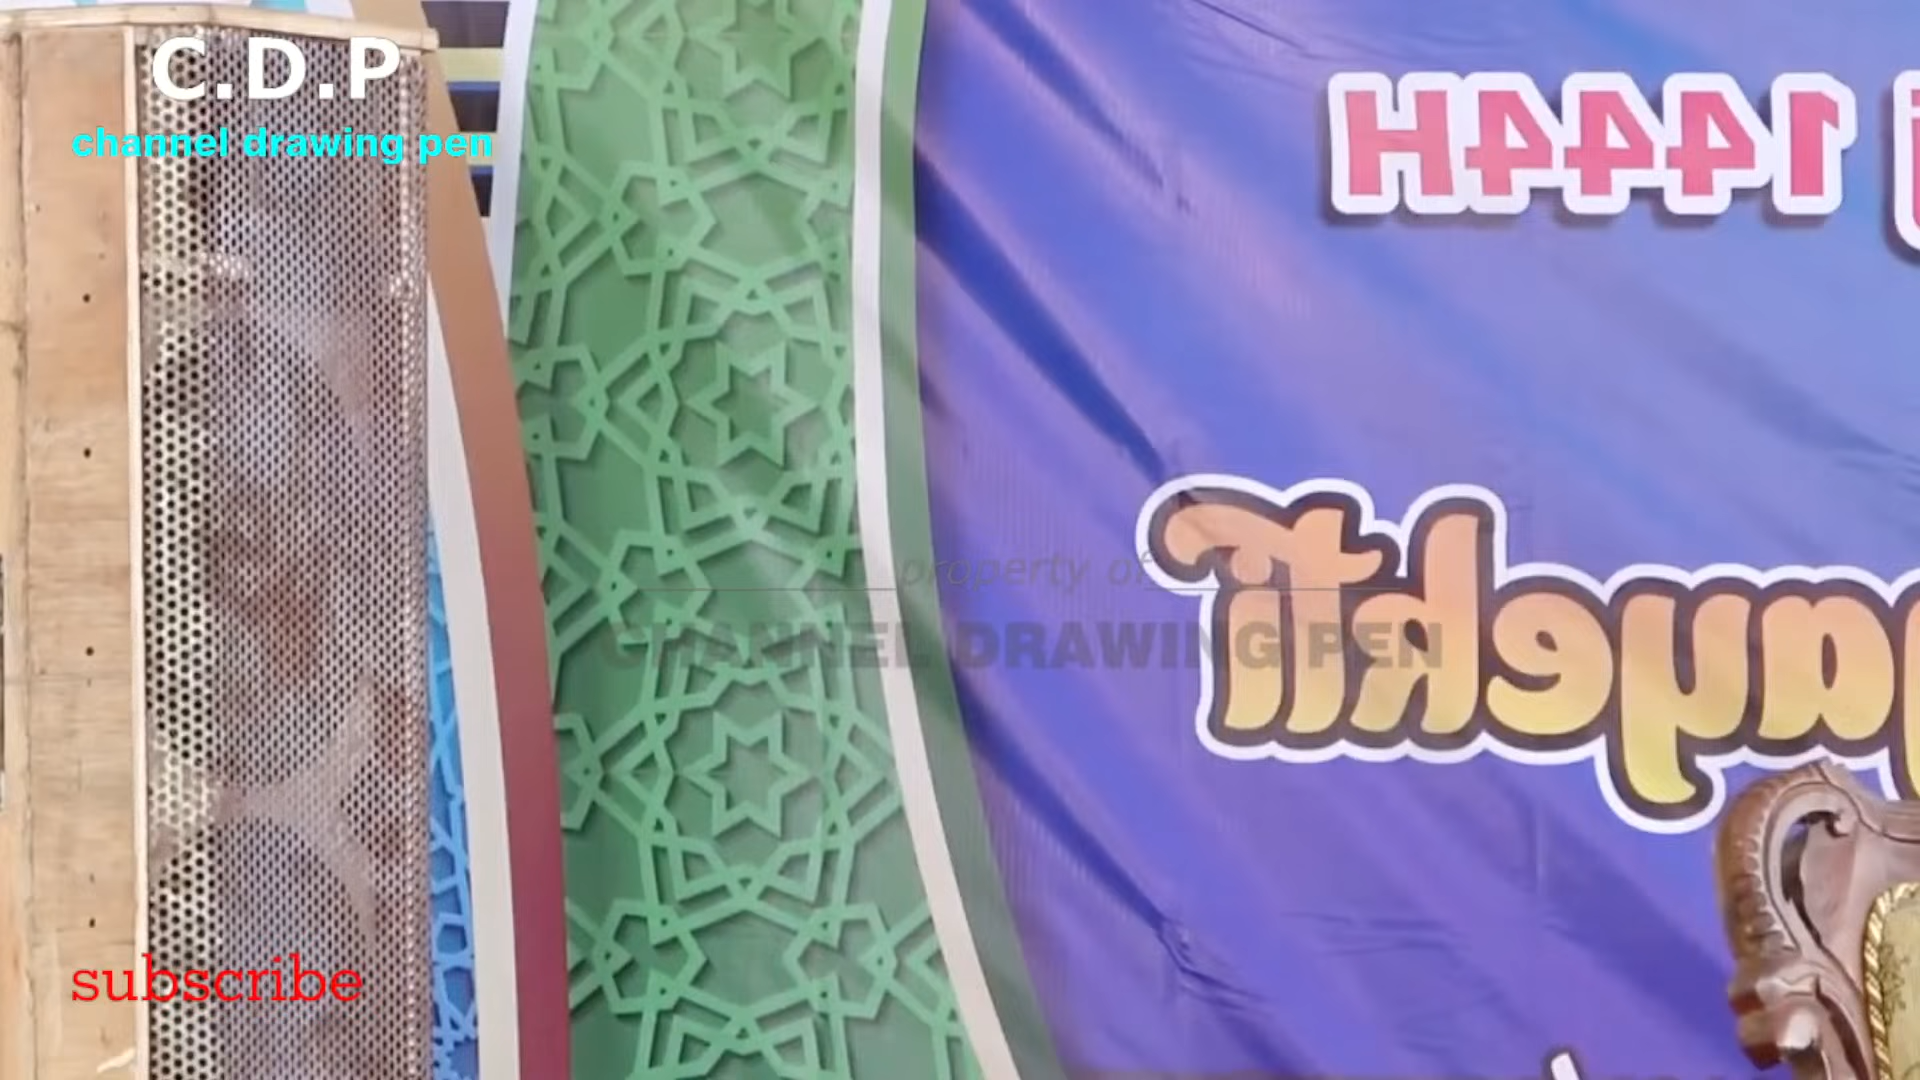 C.D.P
channel drawing pen
1444H
property of
CHANNEL DRAWING PEN
subscribe